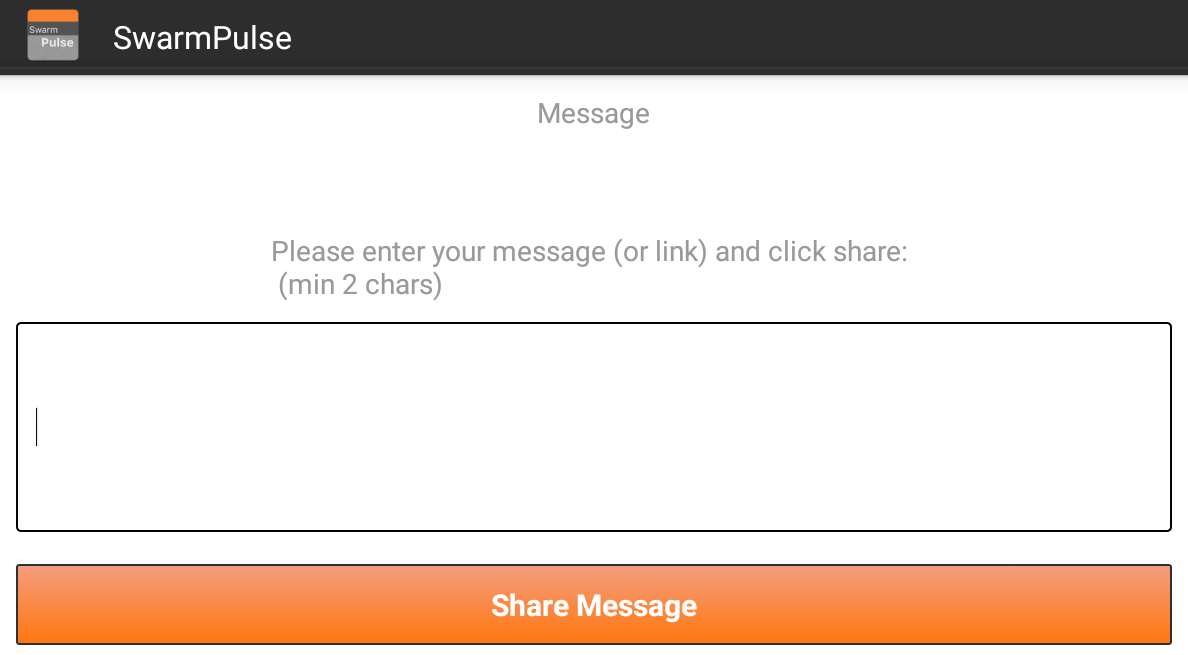 Swarm
Pulse
SwarmPulse
Message
Please enter your message (or link) and click share:
(min 2 chars)
Share Message